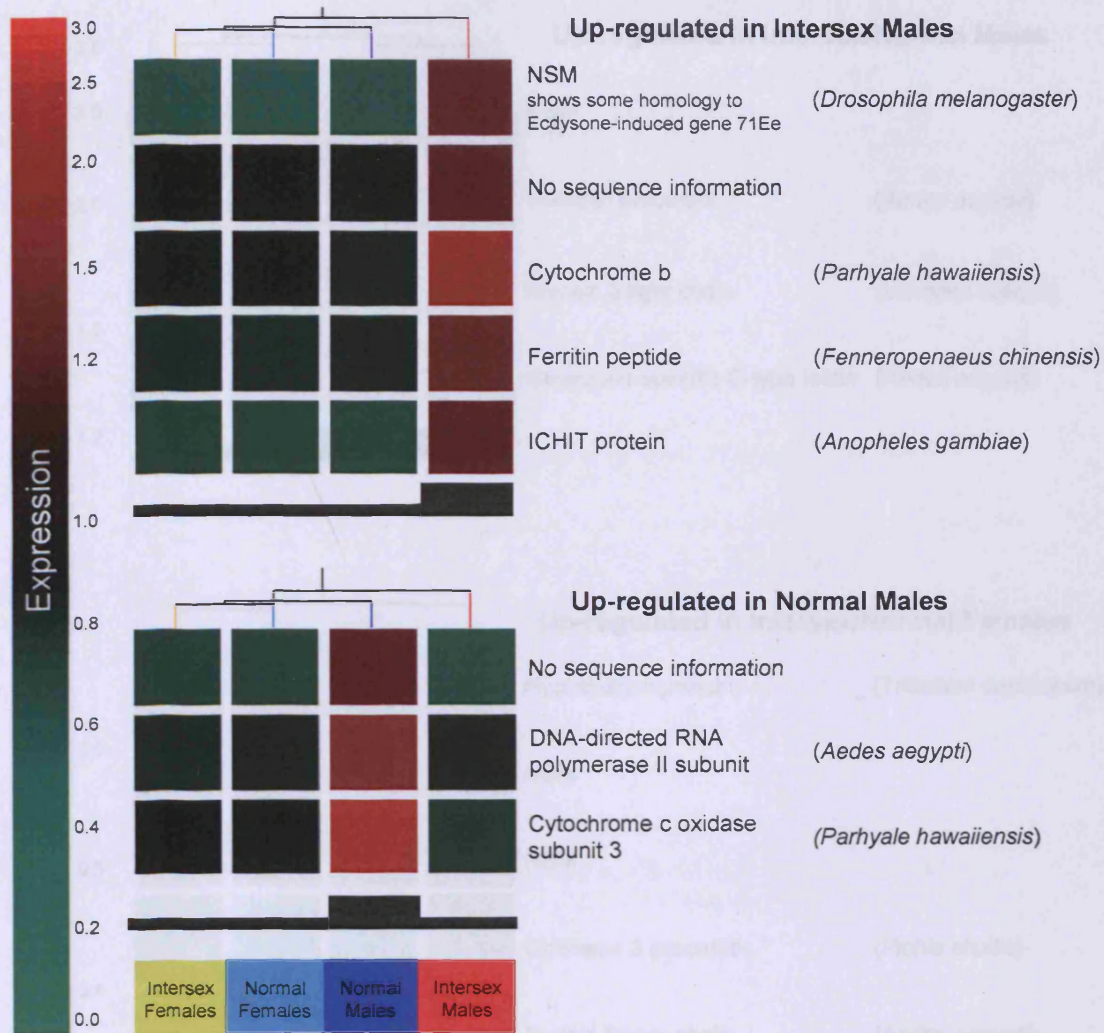 Up-regulated in Intersex Males
3.0
2.5
2.0
1.5
1.2
1.0
0.8
0.6
0.4
0.2
0.0
Expression
NSM
shows some homology to
Ecdysone-induced gene 71Ee
(Drosophila melanogaster)
No sequence information
Cytochrome b
(Parhyale hawaiiensis)
Ferritin peptide
(Fenneropenaeus chinensis)
ICHIT protein
(Anopheles gambiae)
Up-regulated in Normal Males
No sequence information
DNA-directed RNA
polymerase II subunit
(Aedes aegypti)
Cytochrome c oxidase
subunit 3
(Parhyale hawaiiensis)
Intersex
Females
Normal
Females
Normal
Males
Intersex
Males